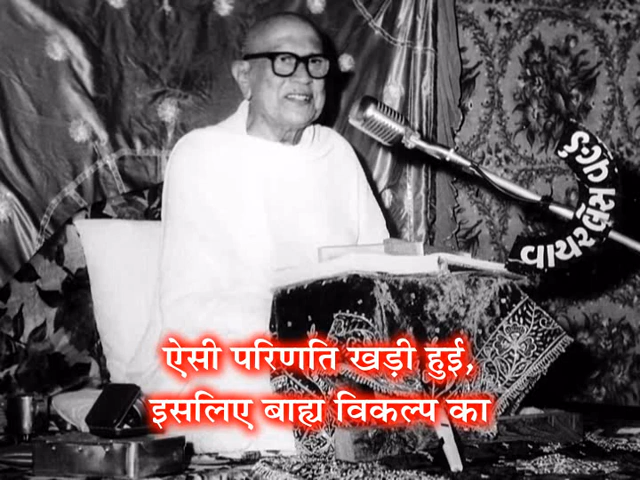 વાયરલૅસ
ऐसी परिणति खड़ी हुई,
इसलिए बाह्य विकल्प का